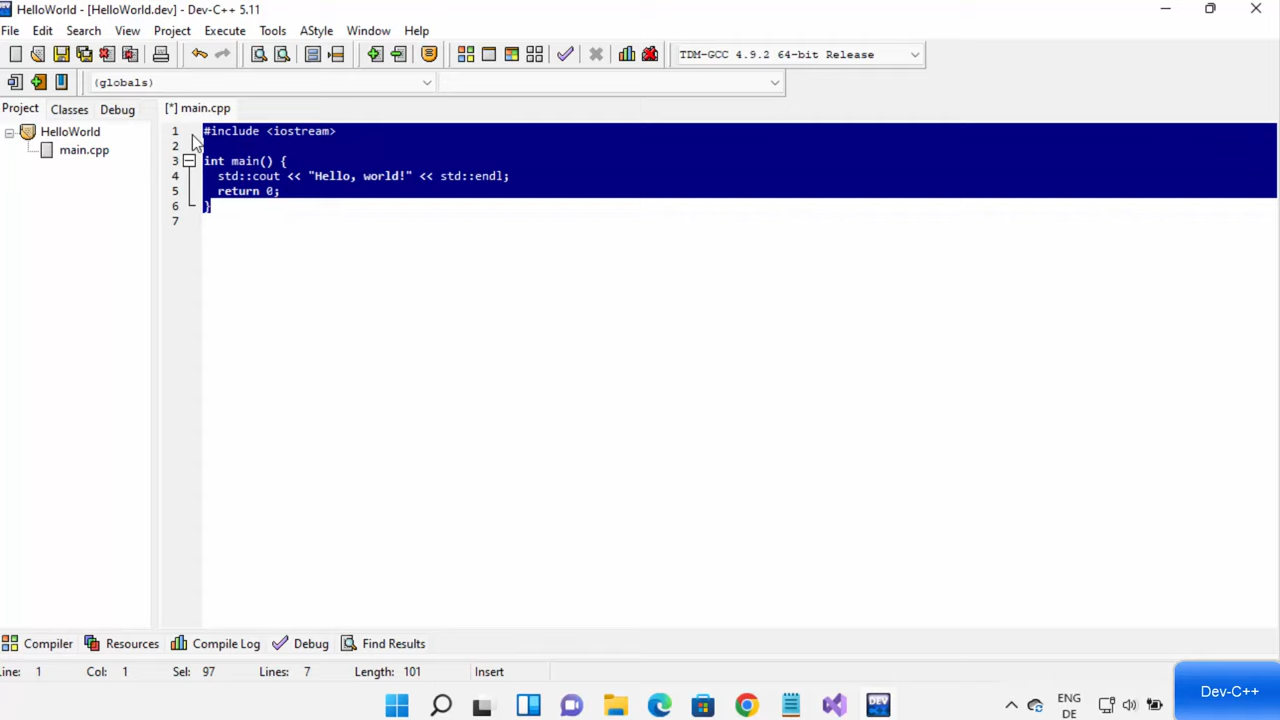 HelloWorld - [HelloWorld.dev] - Dev-C++ 5.11
File Edit Search View Project Execute Tools AStyle Window Help
TDM-GCC 4.9.2 64-bit Release
(globals)
Project Classes Debug [*] main.cpp
HelloWorld
main.cpp
1 #include <iostream>
2
3 int main() {
4 std::cout << "Hello, world!" << std::endl;
5 return 0;
6 }
7
Compiler Resources Compile Log Debug Find Results
Line: 1 Col: 1 Sel: 97 Lines: 7 Length: 101 Insert
DEV
ENG
DE
Dev-C++